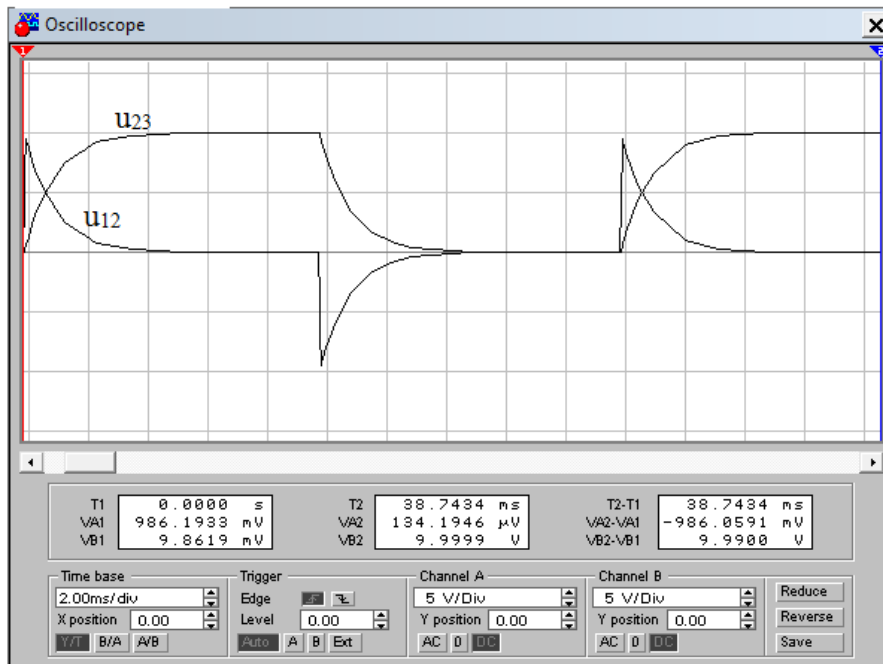 Oscilloscope
1
2
u23
u12
T1 0.0000 s
VA1 986.1933 mV
VB1 9.8619 mV
T2 38.7434 ms
VA2 134.1946 µV
VB2 9.9999 V
T2-T1 38.7434 ms
VA2-VA1 -986.0591 mV
VB2-VB1 9.9900 V
Time base
2.00ms/div
X position 0.00
Y/T B/A A/B
Trigger
Edge
Level 0.00
Auto A B Ext
Channel A
5 V/Div
Y position 0.00
AC 0 DC
Channel B
5 V/Div
Y position 0.00
AC 0 DC
Reduce
Reverse
Save